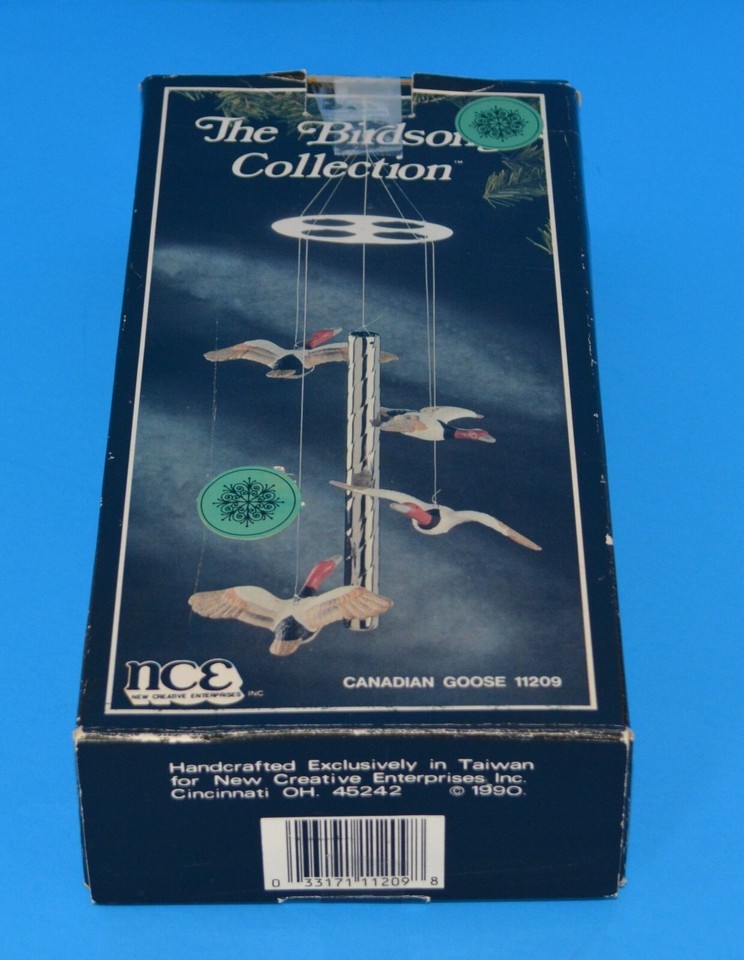 The Birdsong
Collection™
nce
NEW CREATIVE ENTERPRISES INC
CANADIAN GOOSE 11209
Handcrafted Exclusively in Taiwan
for New Creative Enterprises Inc.
Cincinnati OH. 45242 © 1990.
0 33171 11209 8